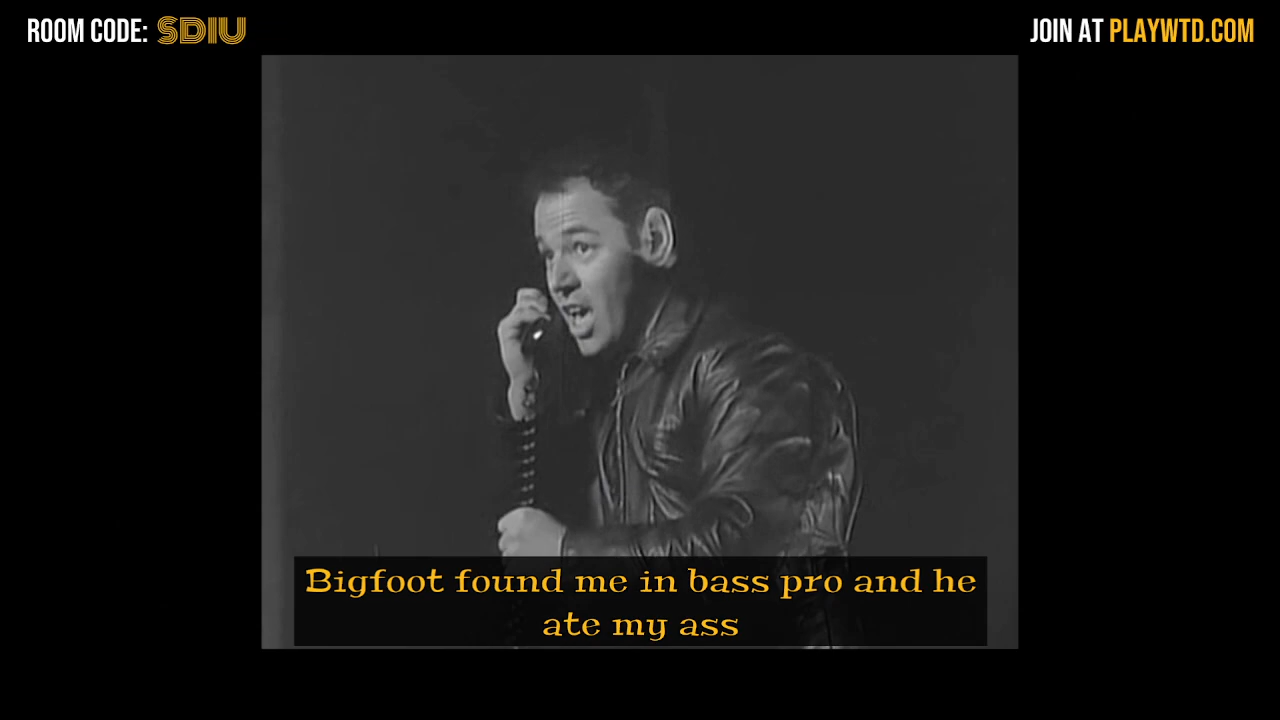 ROOM CODE: SDIU
JOIN AT PLAYWTD.COM
Bigfoot found me in bass pro and he
ate my ass